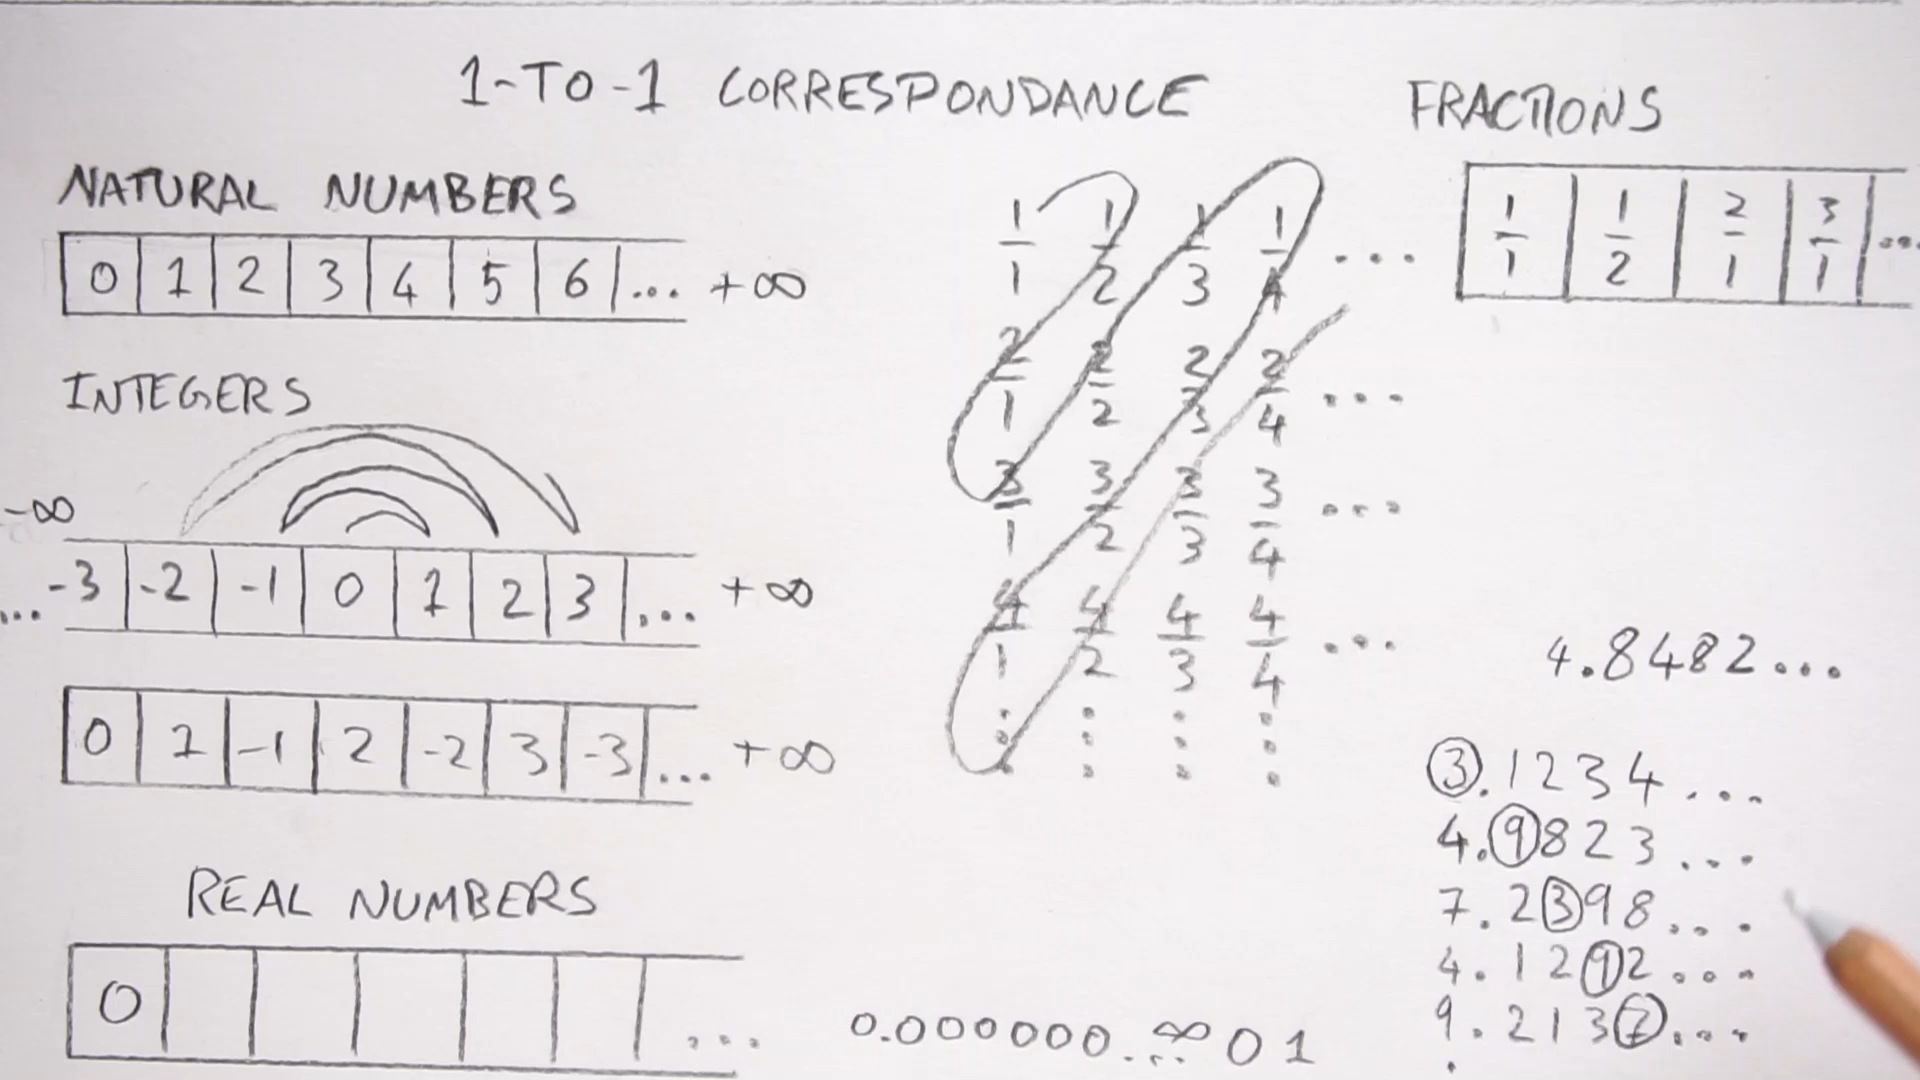 1-TO-1 CORRESPONDANCE
FRACTIONS
NATURAL NUMBERS
0 1 2 3 4 5 6 ... +∞
INTEGERS
-∞
... -3 -2 -1 0 1 2 3 ... +∞
0 1 -1 2 -2 3 -3 ... +∞
REAL NUMBERS
0 ...
0.000000...∞01
1/1 1/2 1/3 1/4 ...
2/1 2/2 2/3 2/4 ...
3/1 3/2 3/3 3/4 ...
4/1 4/2 4/3 4/4 ...
1/1 1/2 2/1 3/1 ...
4.8482...
3.1234...
4.9823...
7.2398...
4.1292...
9.2137...